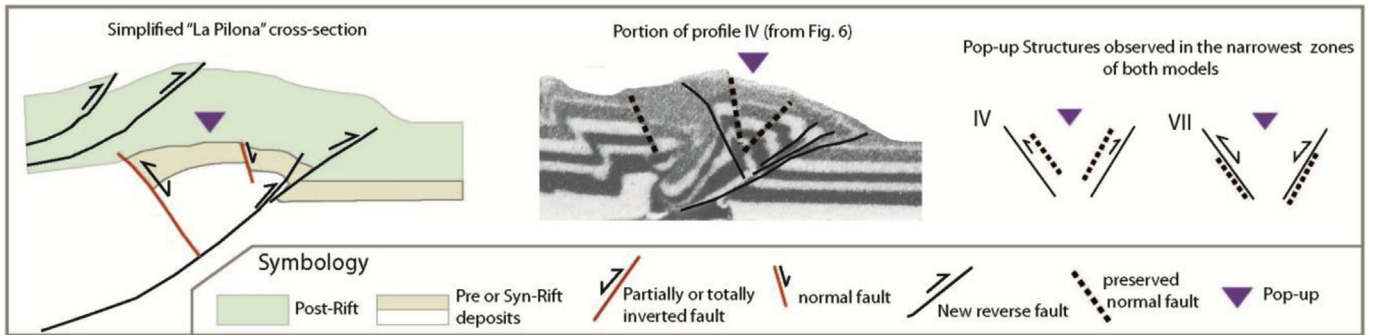 Simplified “La Pilona” cross-section
Portion of profile IV (from Fig. 6)
Pop-up Structures observed in the narrowest zones
of both models
IV
VII
Symbology
Post-Rift
Pre or Syn-Rift
deposits
Partially or totally
inverted fault
normal fault
New reverse fault
preserved
normal fault
Pop-up